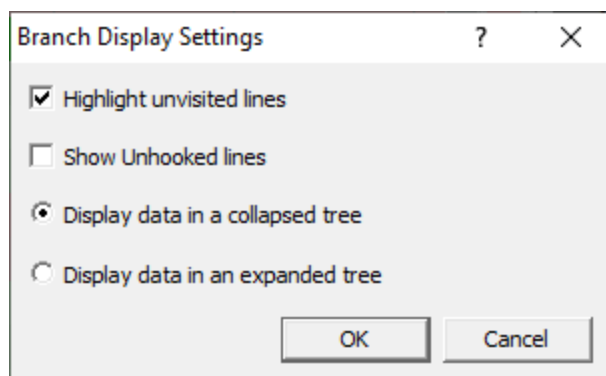 Branch Display Settings ?
Highlight unvisited lines
Show Unhooked lines
Display data in a collapsed tree
Display data in an expanded tree
OK Cancel